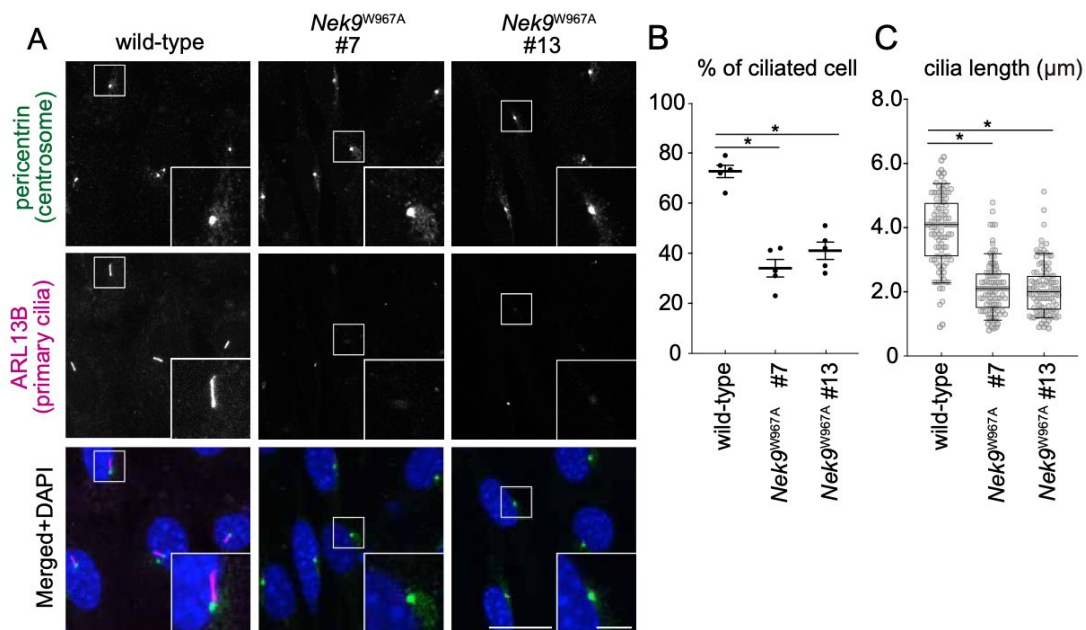 A
wild-type
Nek9W967A
#7
Nek9W967A
#13
pericentrin
(centrosome)
ARL13B
(primary cilia)
Merged+DAPI
B
% of ciliated cell
100
80
60
40
20
0
* *
wild-type
Nek9W967A #7
Nek9W967A #13
C
cilia length (μm)
8.0
6.0
4.0
2.0
0
* *
wild-type
Nek9W967A #7
Nek9W967A #13